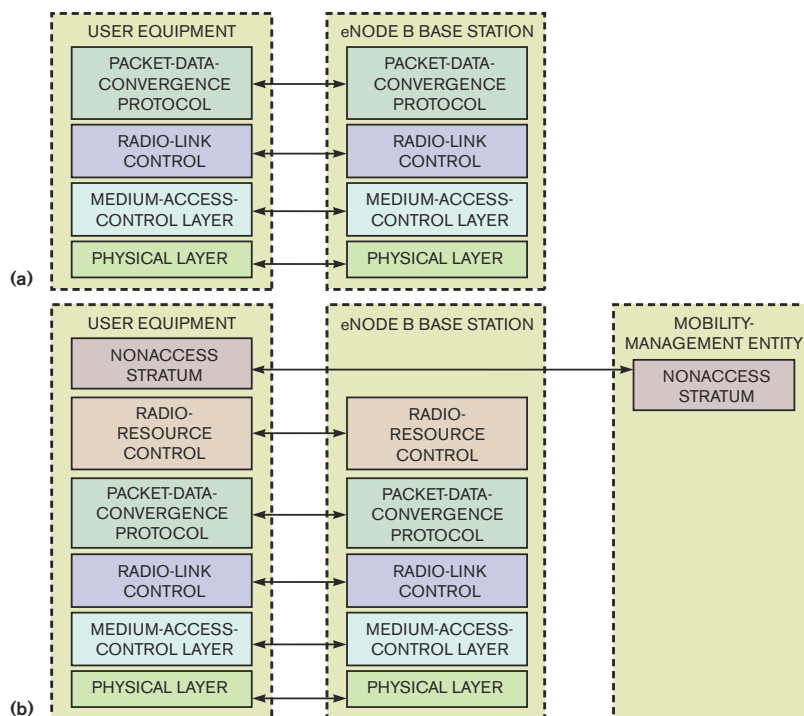 USER EQUIPMENT
eNODE B BASE STATION
PACKET-DATA-
CONVERGENCE
PROTOCOL
PACKET-DATA-
CONVERGENCE
PROTOCOL
RADIO-LINK
CONTROL
RADIO-LINK
CONTROL
MEDIUM-ACCESS-
CONTROL LAYER
MEDIUM-ACCESS-
CONTROL LAYER
PHYSICAL LAYER
PHYSICAL LAYER
(a)
USER EQUIPMENT
eNODE B BASE STATION
MOBILITY-
MANAGEMENT ENTITY
NONACCESS
STRATUM
NONACCESS
STRATUM
RADIO-
RESOURCE
CONTROL
RADIO-
RESOURCE
CONTROL
PACKET-DATA-
CONVERGENCE
PROTOCOL
PACKET-DATA-
CONVERGENCE
PROTOCOL
RADIO-LINK
CONTROL
RADIO-LINK
CONTROL
MEDIUM-ACCESS-
CONTROL LAYER
MEDIUM-ACCESS-
CONTROL LAYER
PHYSICAL LAYER
PHYSICAL LAYER
(b)